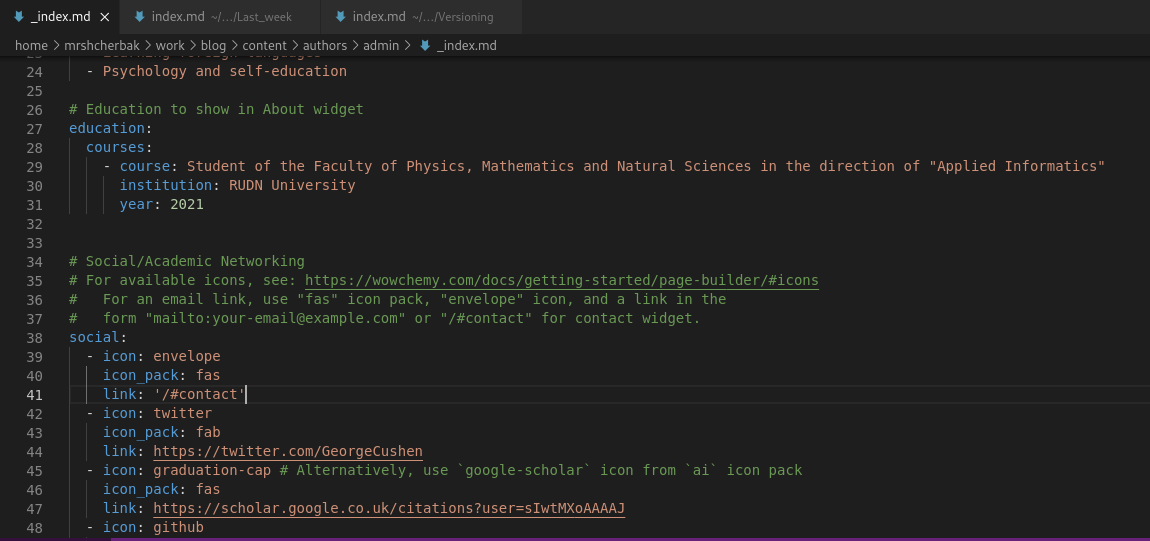 _index.md × index.md ~/.../Last_week index.md ~/.../Versioning
home > mrshcherbak > work > blog > content > authors > admin > _index.md
24 - Psychology and self-education
25
26 # Education to show in About widget
27 education:
28 courses:
29 - course: Student of the Faculty of Physics, Mathematics and Natural Sciences in the direction of "Applied Informatics"
30 institution: RUDN University
31 year: 2021
32
33
34 # Social/Academic Networking
35 # For available icons, see: https://wowchemy.com/docs/getting-started/page-builder/#icons
36 #   For an email link, use "fas" icon pack, "envelope" icon, and a link in the
37 #   form "mailto:your-email@example.com" or "/#contact" for contact widget.
38 social:
39 - icon: envelope
40 icon_pack: fas
41 link: '/#contact'
42 - icon: twitter
43 icon_pack: fab
44 link: https://twitter.com/GeorgeCushen
45 - icon: graduation-cap # Alternatively, use `google-scholar` icon from `ai` icon pack
46 icon_pack: fas
47 link: https://scholar.google.co.uk/citations?user=sIwtMXoAAAAJ
48 - icon: github